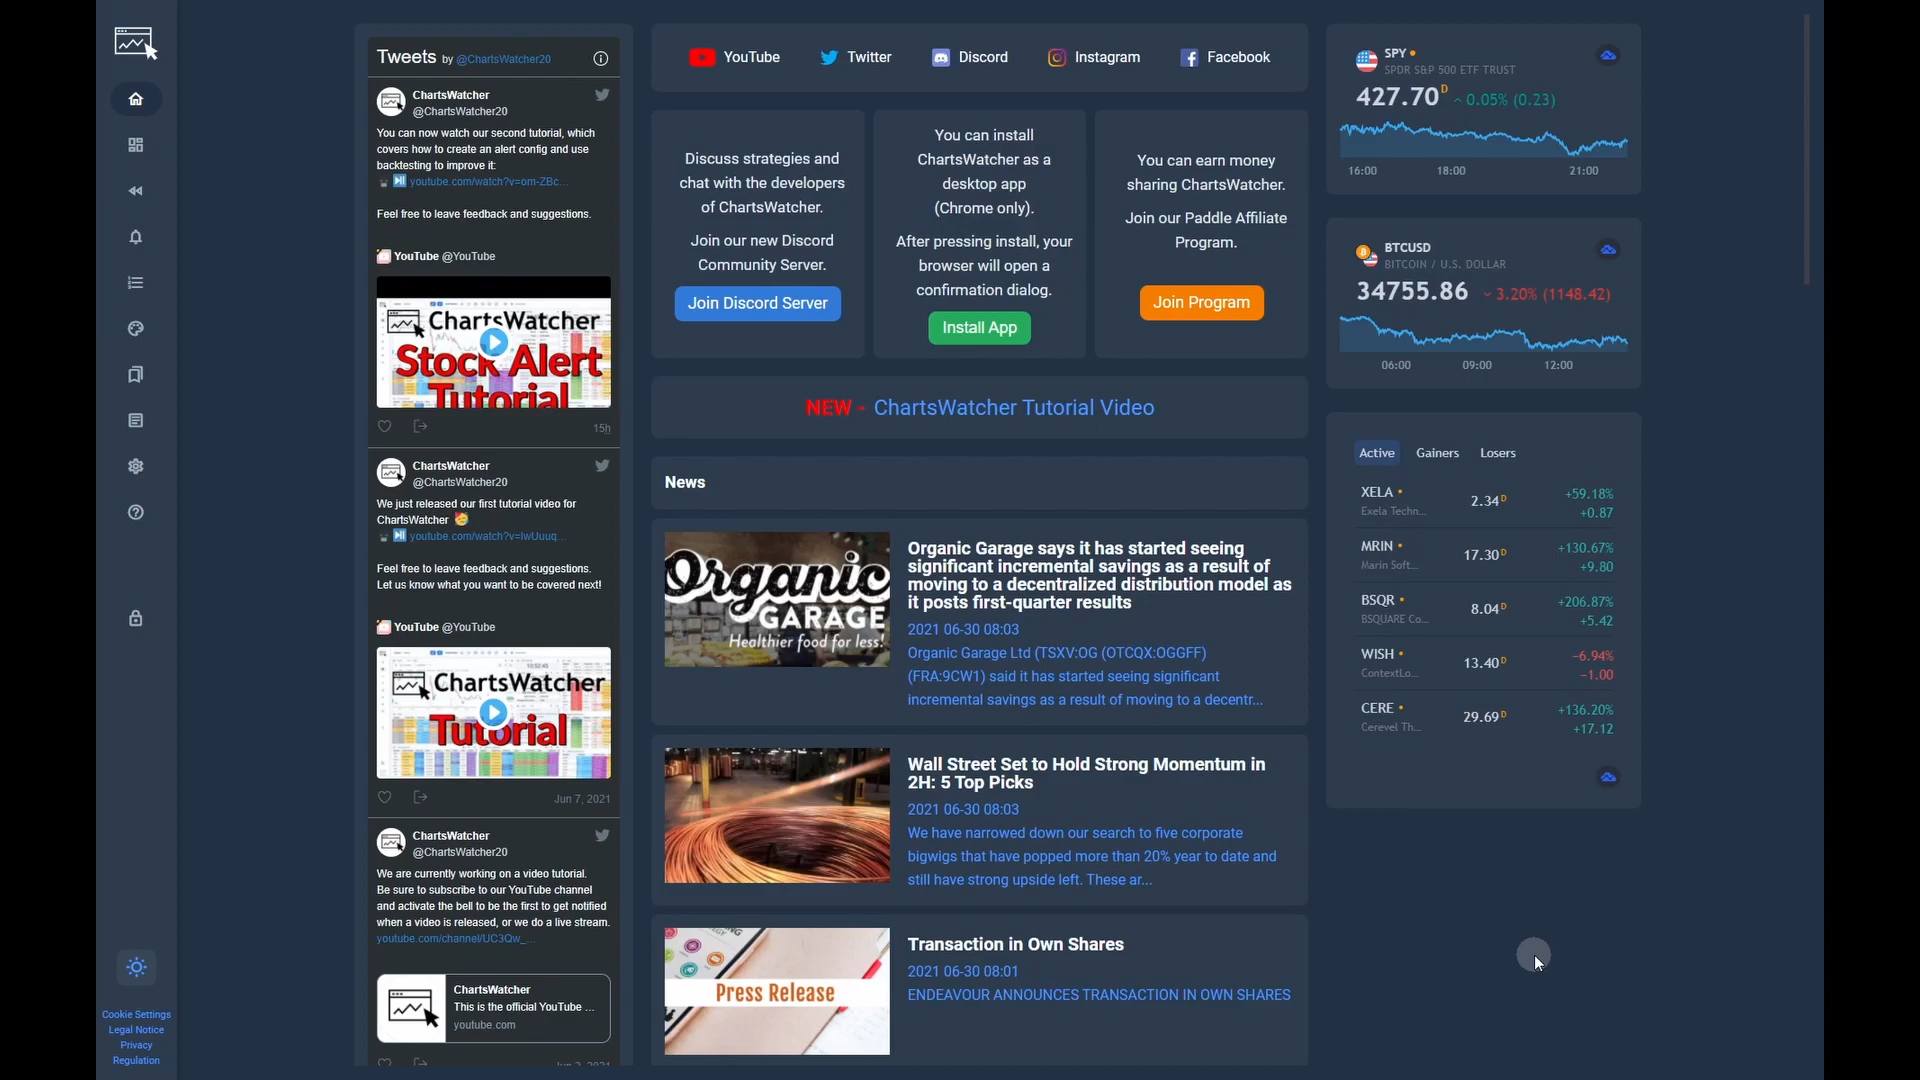 Tweets by @ChartsWatcher20
ChartsWatcher
@ChartsWatcher20
You can now watch our second tutorial, which
covers how to create an alert config and use
backtesting to improve it:
youtube.com/watch?v=om-ZBc...
Feel free to leave feedback and suggestions.
YouTube @YouTube
ChartsWatcher
Stock Alert
Tutorial
15h
ChartsWatcher
@ChartsWatcher20
We just released our first tutorial video for
ChartsWatcher
youtube.com/watch?v=IwUuuq...
Feel free to leave feedback and suggestions.
Let us know what you want to be covered next!
YouTube @YouTube
ChartsWatcher
Tutorial
Jun 7, 2021
ChartsWatcher
@ChartsWatcher20
We are currently working on a video tutorial.
Be sure to subscribe to our YouTube channel
and activate the bell to be the first to get notified
when a video is released, or we do a live stream.
youtube.com/channel/UC3Qw_...
ChartsWatcher
This is the official YouTube ...
youtube.com
Cookie Settings
Legal Notice
Privacy
Regulation
YouTube
Twitter
Discord
Instagram
Facebook
Discuss strategies and
chat with the developers
of ChartsWatcher.
Join our new Discord
Community Server.
Join Discord Server
You can install
ChartsWatcher as a
desktop app
(Chrome only).
After pressing install, your
browser will open a
confirmation dialog.
Install App
You can earn money
sharing ChartsWatcher.
Join our Paddle Affiliate
Program.
Join Program
NEW - ChartsWatcher Tutorial Video
News
Organic
GARAGE
Healthier food for less!
Organic Garage says it has started seeing
significant incremental savings as a result of
moving to a decentralized distribution model as
it posts first-quarter results
2021 06-30 08:03
Organic Garage Ltd (TSXV:OG (OTCQX:OGGFF)
(FRA:9CW1) said it has started seeing significant
incremental savings as a result of moving to a decentr...
Wall Street Set to Hold Strong Momentum in
2H: 5 Top Picks
2021 06-30 08:03
We have narrowed down our search to five corporate
bigwigs that have popped more than 20% year to date and
still have strong upside left. These ar...
Press Release
Transaction in Own Shares
2021 06-30 08:01
ENDEAVOUR ANNOUNCES TRANSACTION IN OWN SHARES
SPY
SPDR S&P 500 ETF TRUST
427.70 D 0.05% (0.23)
16:00 18:00 21:00
BTCUSD
BITCOIN / U.S. DOLLAR
34755.86 3.20% (1148.42)
06:00 09:00 12:00
Active Gainers Losers
XELA 2.34 D +59.18%
Exela Techn... +0.87
MRIN 17.30 D +130.67%
Marin Soft... +9.80
BSQR 8.04 D +206.87%
BSQUARE Co... +5.42
WISH 13.40 D −6.94%
ContextLo... −1.00
CERE 29.69 D +136.20%
Cerevel Th... +17.12